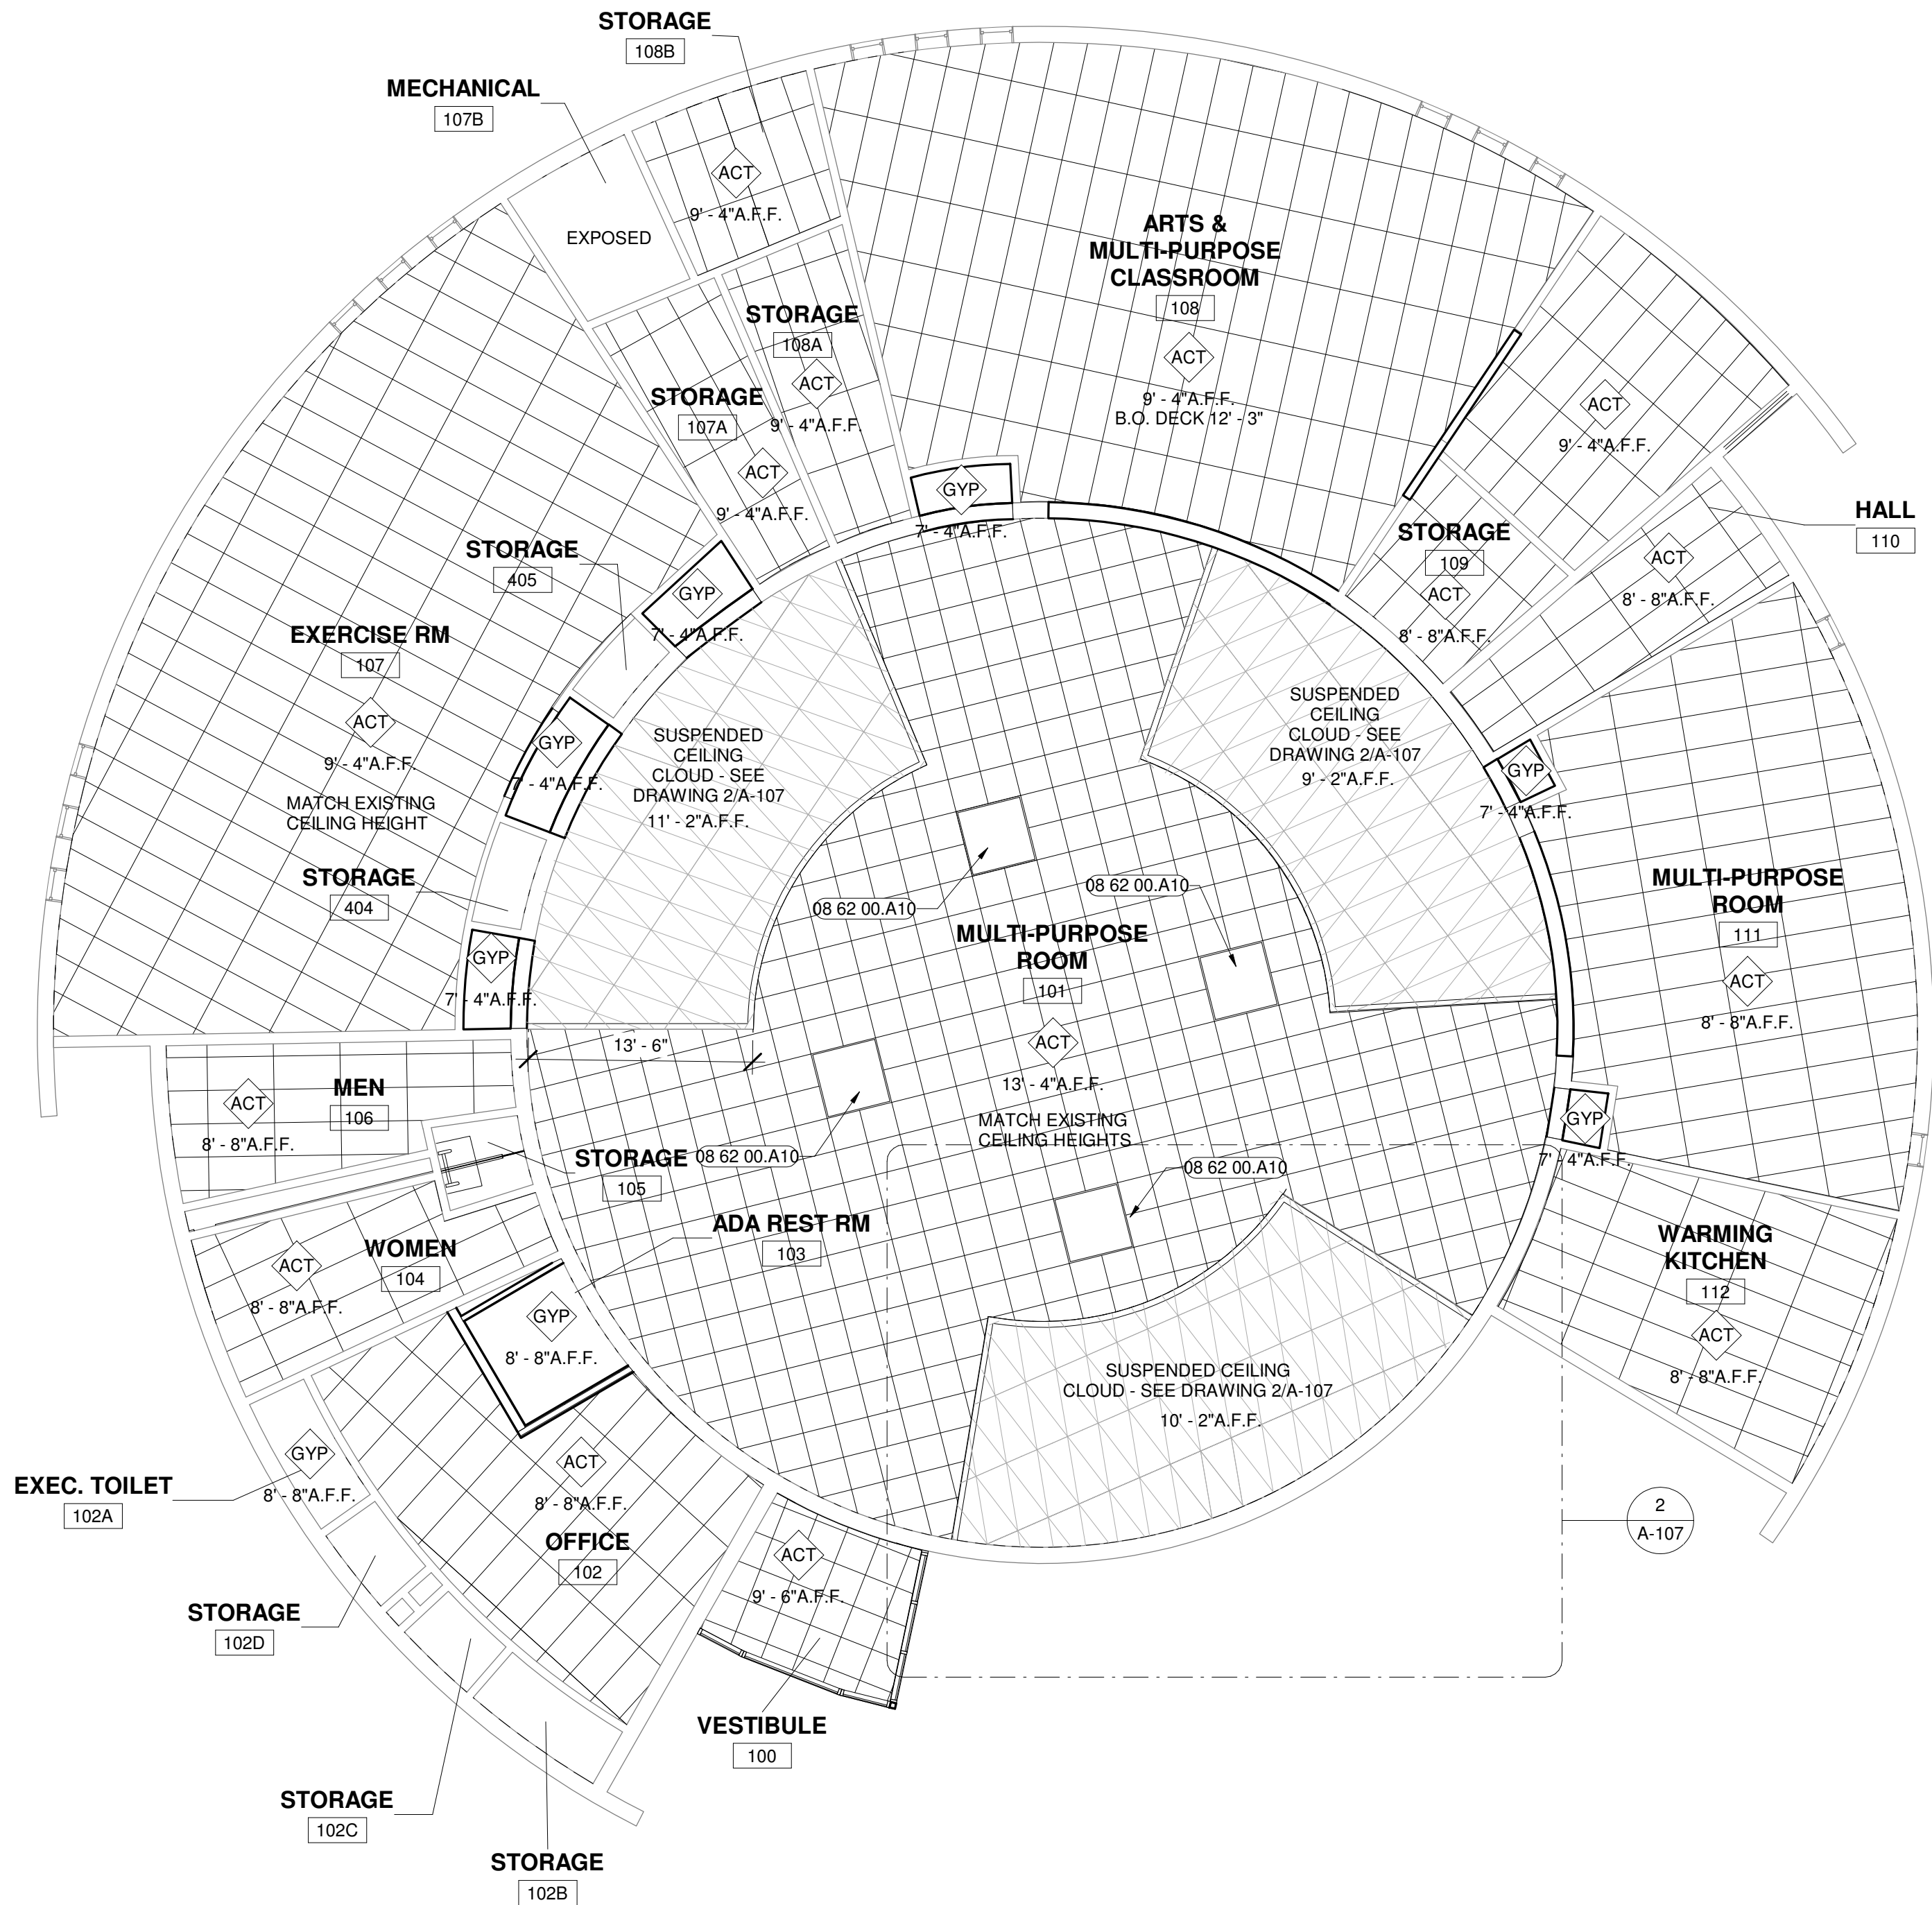 STORAGE
108B
MECHANICAL
107B
ACT
9' - 4"A.F.F.
EXPOSED
ARTS &
MULTI-PURPOSE
CLASSROOM
108
ACT
9' - 4"A.F.F.
B.O. DECK 12' - 3"
STORAGE
108A
ACT
9' - 4"A.F.F.
STORAGE
107A
ACT
9' - 4"A.F.F.
ACT
9' - 4"A.F.F.
GYP
7' - 4"A.F.F.
HALL
110
STORAGE
109
ACT
8' - 8"A.F.F.
ACT
8' - 8"A.F.F.
STORAGE
405
GYP
7' - 4"A.F.F.
EXERCISE RM
107
ACT
9' - 4"A.F.F.
MATCH EXISTING
CEILING HEIGHT
GYP
7' - 4"A.F.F.
SUSPENDED
CEILING
CLOUD - SEE
DRAWING 2/A-107
11' - 2"A.F.F.
SUSPENDED
CEILING
CLOUD - SEE
DRAWING 2/A-107
9' - 2"A.F.F.
GYP
7' - 4"A.F.F.
STORAGE
404
GYP
7' - 4"A.F.F.
08 62 00.A10
08 62 00.A10
MULTI-PURPOSE
ROOM
101
ACT
13' - 4"A.F.F.
MATCH EXISTING
CEILING HEIGHTS
MULTI-PURPOSE
ROOM
111
ACT
8' - 8"A.F.F.
13' - 6"
MEN
106
ACT
8' - 8"A.F.F.
GYP
7' - 4"A.F.F.
STORAGE
105
08 62 00.A10
08 62 00.A10
ADA REST RM
103
WOMEN
104
ACT
8' - 8"A.F.F.
GYP
8' - 8"A.F.F.
WARMING
KITCHEN
112
ACT
8' - 8"A.F.F.
SUSPENDED CEILING
CLOUD - SEE DRAWING 2/A-107
10' - 2"A.F.F.
GYP
8' - 8"A.F.F.
EXEC. TOILET
102A
ACT
8' - 8"A.F.F.
OFFICE
102
ACT
9' - 6"A.F.F.
2
A-107
STORAGE
102D
VESTIBULE
100
STORAGE
102C
STORAGE
102B